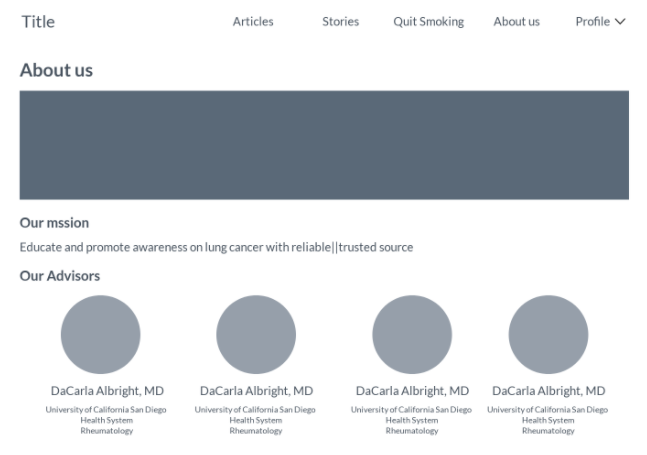 Title Articles Stories Quit Smoking About us Profile
About us
Our mssion
Educate and promote awareness on lung cancer with reliable||trusted source
Our Advisors
DaCarla Albright, MD DaCarla Albright, MD DaCarla Albright, MD DaCarla Albright, MD
University of California San Diego University of California San Diego University of California San Diego University of California San Diego
Health System Health System Health System Health System
Rheumatology Rheumatology Rheumatology Rheumatology